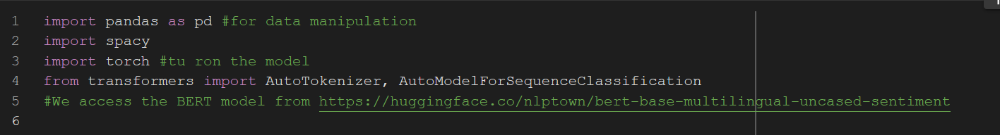 1 import pandas as pd #for data manipulation
2 import spacy
3 import torch #tu ron the model
4 from transformers import AutoTokenizer, AutoModelForSequenceClassification
5 #We access the BERT model from https://huggingface.co/nlptown/bert-base-multilingual-uncased-sentiment
6